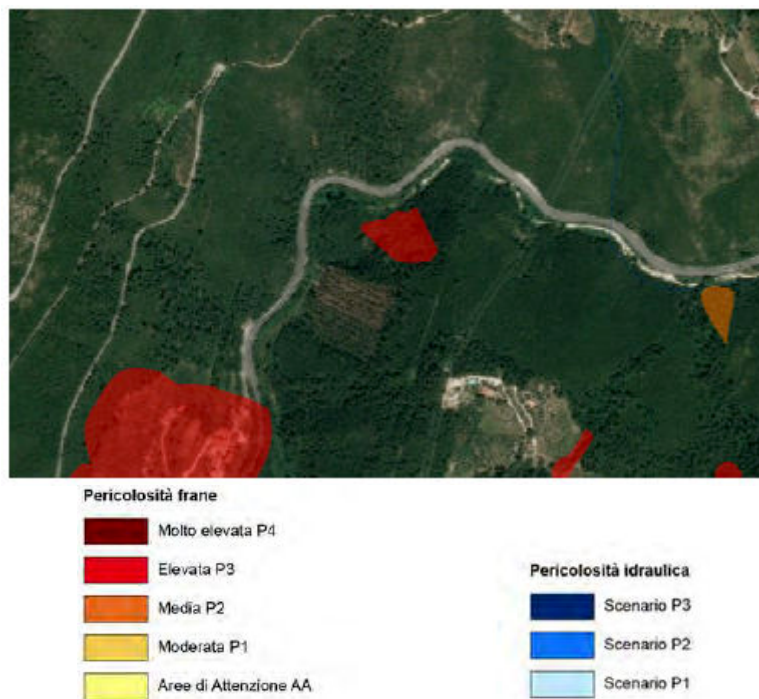 Pericolosità frane
Molto elevata P4
Elevata P3
Media P2
Moderata P1
Aree di Attenzione AA
Pericolosità idraulica
Scenario P3
Scenario P2
Scenario P1